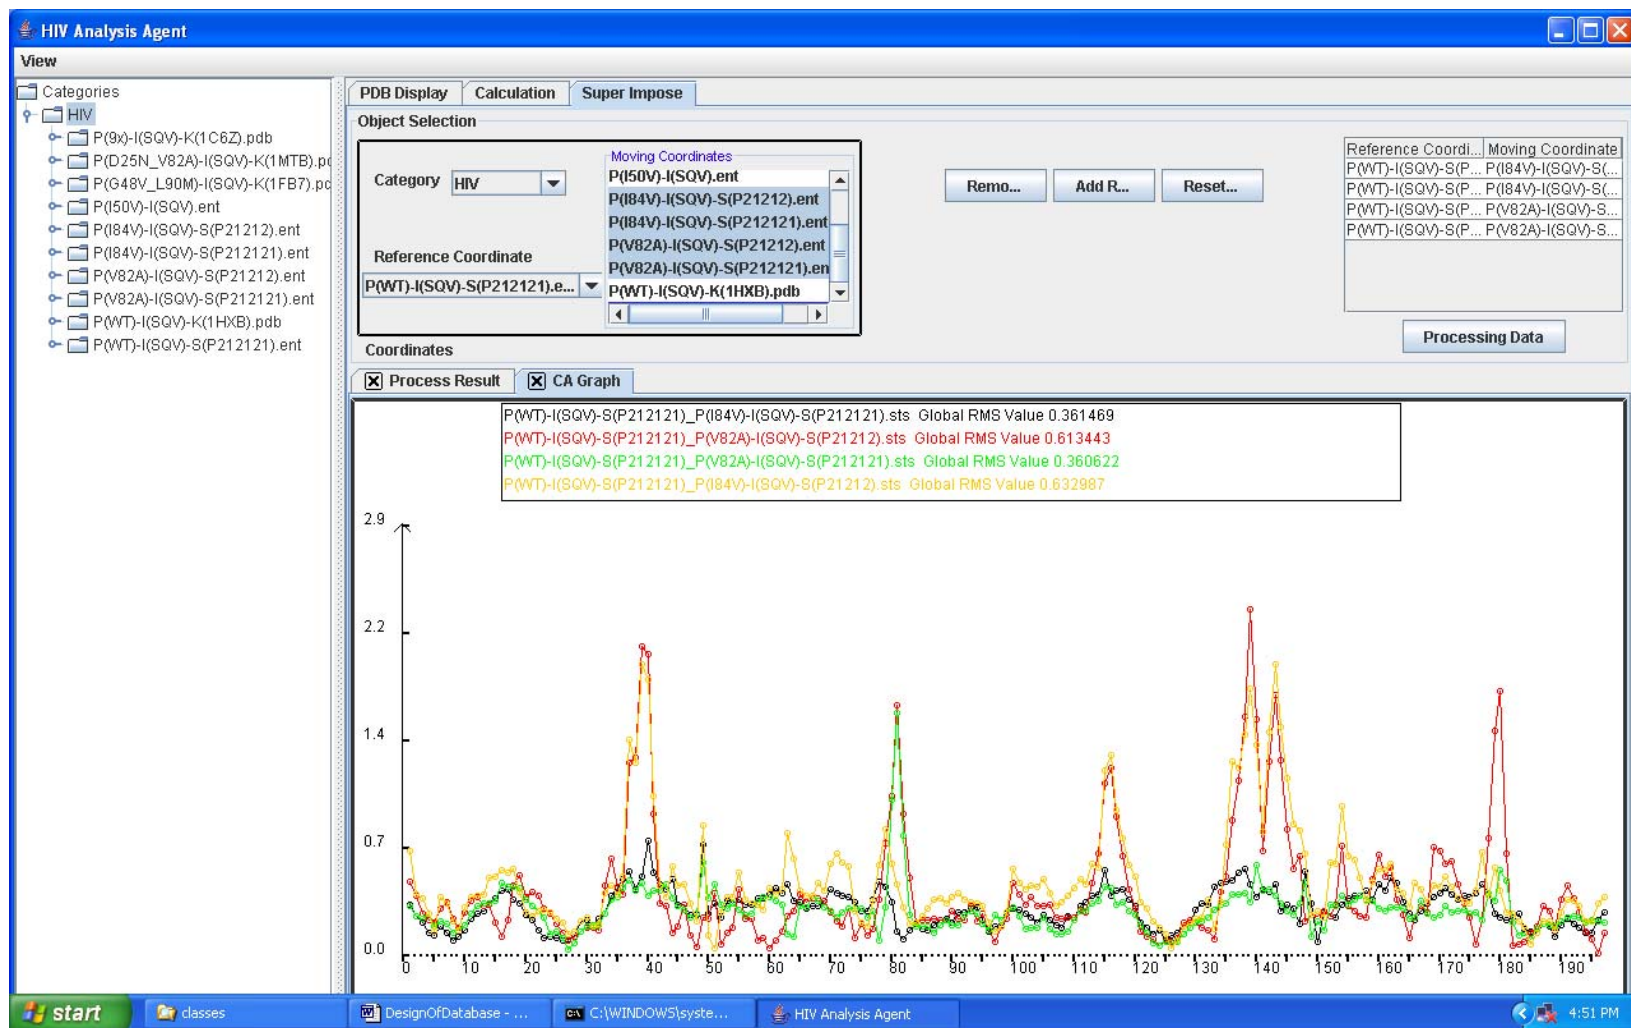 HIV Analysis Agent
View
Categories
HIV
P(9x)-I(SQV)-K(1C6Z).pdb
P(D25N_V82A)-I(SQV)-K(1MTB).pd
P(G48V_L90M)-I(SQV)-K(1FB7).pd
P(I50V)-I(SQV).ent
P(I84V)-I(SQV)-S(P21212).ent
P(I84V)-I(SQV)-S(P212121).ent
P(V82A)-I(SQV)-S(P21212).ent
P(V82A)-I(SQV)-S(P212121).ent
P(WT)-I(SQV)-K(1HXB).pdb
P(WT)-I(SQV)-S(P212121).ent
PDB Display Calculation Super Impose
Object Selection
Category HIV
Reference Coordinate
P(WT)-I(SQV)-S(P212121).e...
Moving Coordinates
P(I50V)-I(SQV).ent
P(I84V)-I(SQV)-S(P21212).ent
P(I84V)-I(SQV)-S(P212121).ent
P(V82A)-I(SQV)-S(P21212).ent
P(V82A)-I(SQV)-S(P212121).en
P(WT)-I(SQV)-K(1HXB).pdb
Remo... Add R... Reset...
Reference Coordi... Moving Coordinate
P(WT)-I(SQV)-S(P... P(I84V)-I(SQV)-S(...
P(WT)-I(SQV)-S(P... P(I84V)-I(SQV)-S(...
P(WT)-I(SQV)-S(P... P(V82A)-I(SQV)-S...
P(WT)-I(SQV)-S(P... P(V82A)-I(SQV)-S...
Processing Data
Coordinates
Process Result CA Graph
P(WT)-I(SQV)-S(P212121)_P(I84V)-I(SQV)-S(P212121).sts Global RMS Value 0.361469
P(WT)-I(SQV)-S(P212121)_P(V82A)-I(SQV)-S(P21212).sts Global RMS Value 0.613443
P(WT)-I(SQV)-S(P212121)_P(V82A)-I(SQV)-S(P212121).sts Global RMS Value 0.360622
P(WT)-I(SQV)-S(P212121)_P(I84V)-I(SQV)-S(P21212).sts Global RMS Value 0.632987
2.9
2.2
1.4
0.7
0.0
0 10 20 30 40 50 60 70 80 90 100 110 120 130 140 150 160 170 180 190
start classes DesignOfDatabase - ... C:\WINDOWS\syste... HIV Analysis Agent 4:51 PM